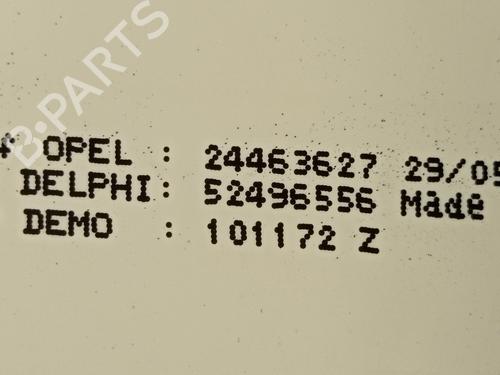 B-PARTS
* OPEL : 24463627 29/05
DELPHI: 52496556 Made
DEMO : 101172 Z